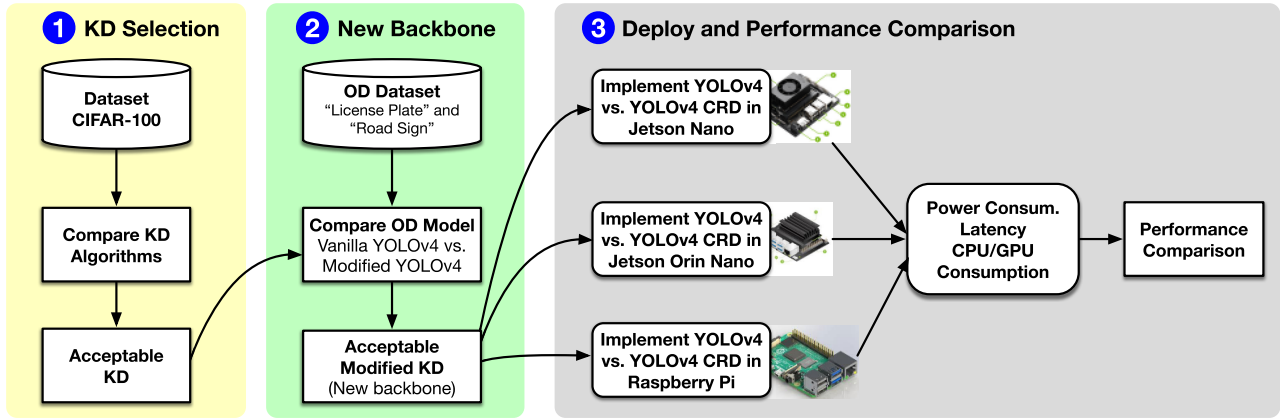 1 KD Selection
Dataset
CIFAR-100
Compare KD
Algorithms
Acceptable
KD
2 New Backbone
OD Dataset
“License Plate” and
“Road Sign”
Compare OD Model
Vanilla YOLOv4 vs.
Modified YOLOv4
Acceptable
Modified KD
(New backbone)
3 Deploy and Performance Comparison
Implement YOLOv4
vs. YOLOv4 CRD in
Jetson Nano
Implement YOLOv4
vs. YOLOv4 CRD in
Jetson Orin Nano
Implement YOLOv4
vs. YOLOv4 CRD in
Raspberry Pi
Power Consum.
Latency
CPU/GPU
Consumption
Performance
Comparison